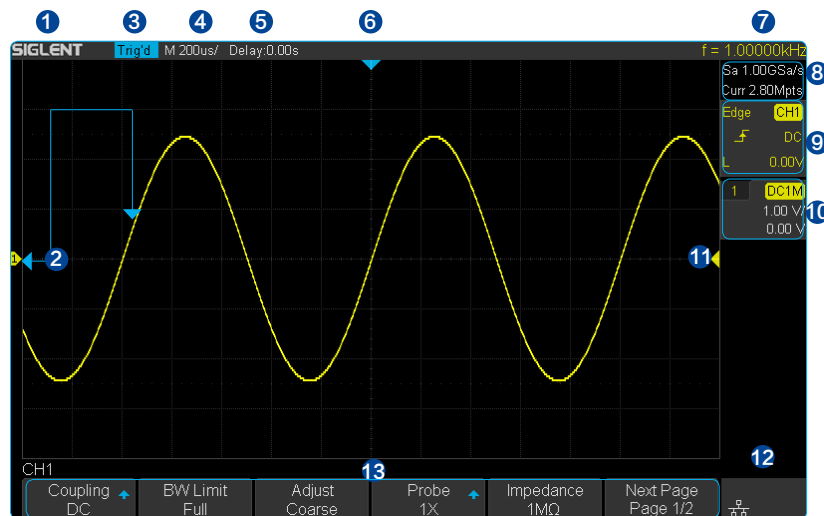 1 3 4 5 6 7
SIGLENT Trig'd M 200us/ Delay:0.00s f = 1.00000kHz
Sa 1.00GSa/s 8
Curr 2.80Mpts
Edge CH1
DC 9
L 0.00V
1 DC1M
1.00 V/ 10
0.00 V
1 2 11
12
CH1 13
Coupling BW Limit Adjust Probe Impedance Next Page
DC Full Coarse 1X 1MΩ Page 1/2